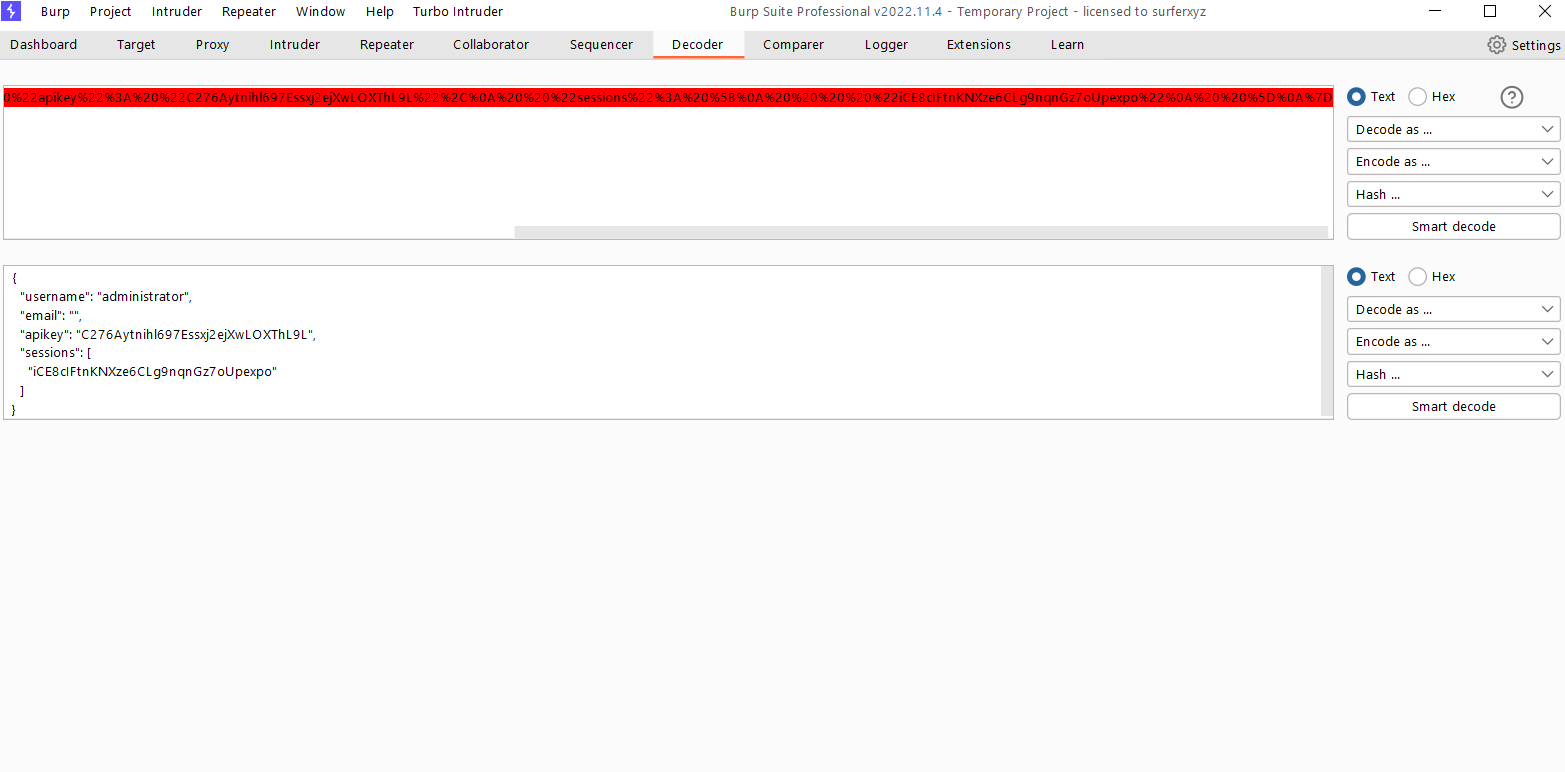 Burp Project Intruder Repeater Window Help Turbo Intruder Burp Suite Professional v2022.11.4 - Temporary Project - licensed to surferxyz
Dashboard Target Proxy Intruder Repeater Collaborator Sequencer Decoder Comparer Logger Extensions Learn Settings
0%22apikey%22%3A%20%22C276Aytnihl697Essxj2ejXwLOXThL9L%22%2C%0A%20%20%22sessions%22%3A%20%5B%0A%20%20%20%20%22iCE8cIFtnKNXze6CLg9nqnGz7oUpexpo%22%0A%20%20%5D%0A%7D
Text Hex ?
Decode as ...
Encode as ...
Hash ...
Smart decode
{
"username": "administrator",
"email": "",
"apikey": "C276Aytnihl697Essxj2ejXwLOXThL9L",
"sessions": [
"iCE8cIFtnKNXze6CLg9nqnGz7oUpexpo"
]
}
Text Hex
Decode as ...
Encode as ...
Hash ...
Smart decode